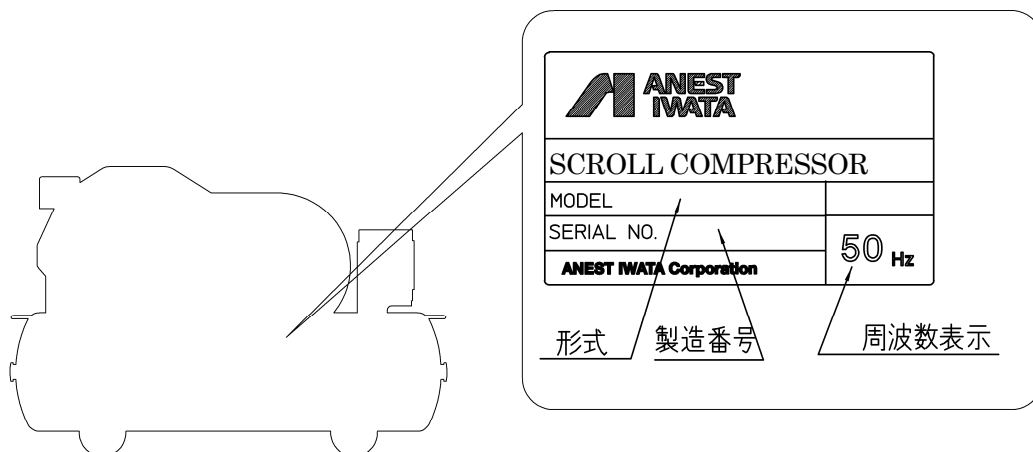 ANEST
IWATA
SCROLL COMPRESSOR
MODEL
SERIAL NO.
50 Hz
ANEST IWATA Corporation
形式
製造番号
周波数表示